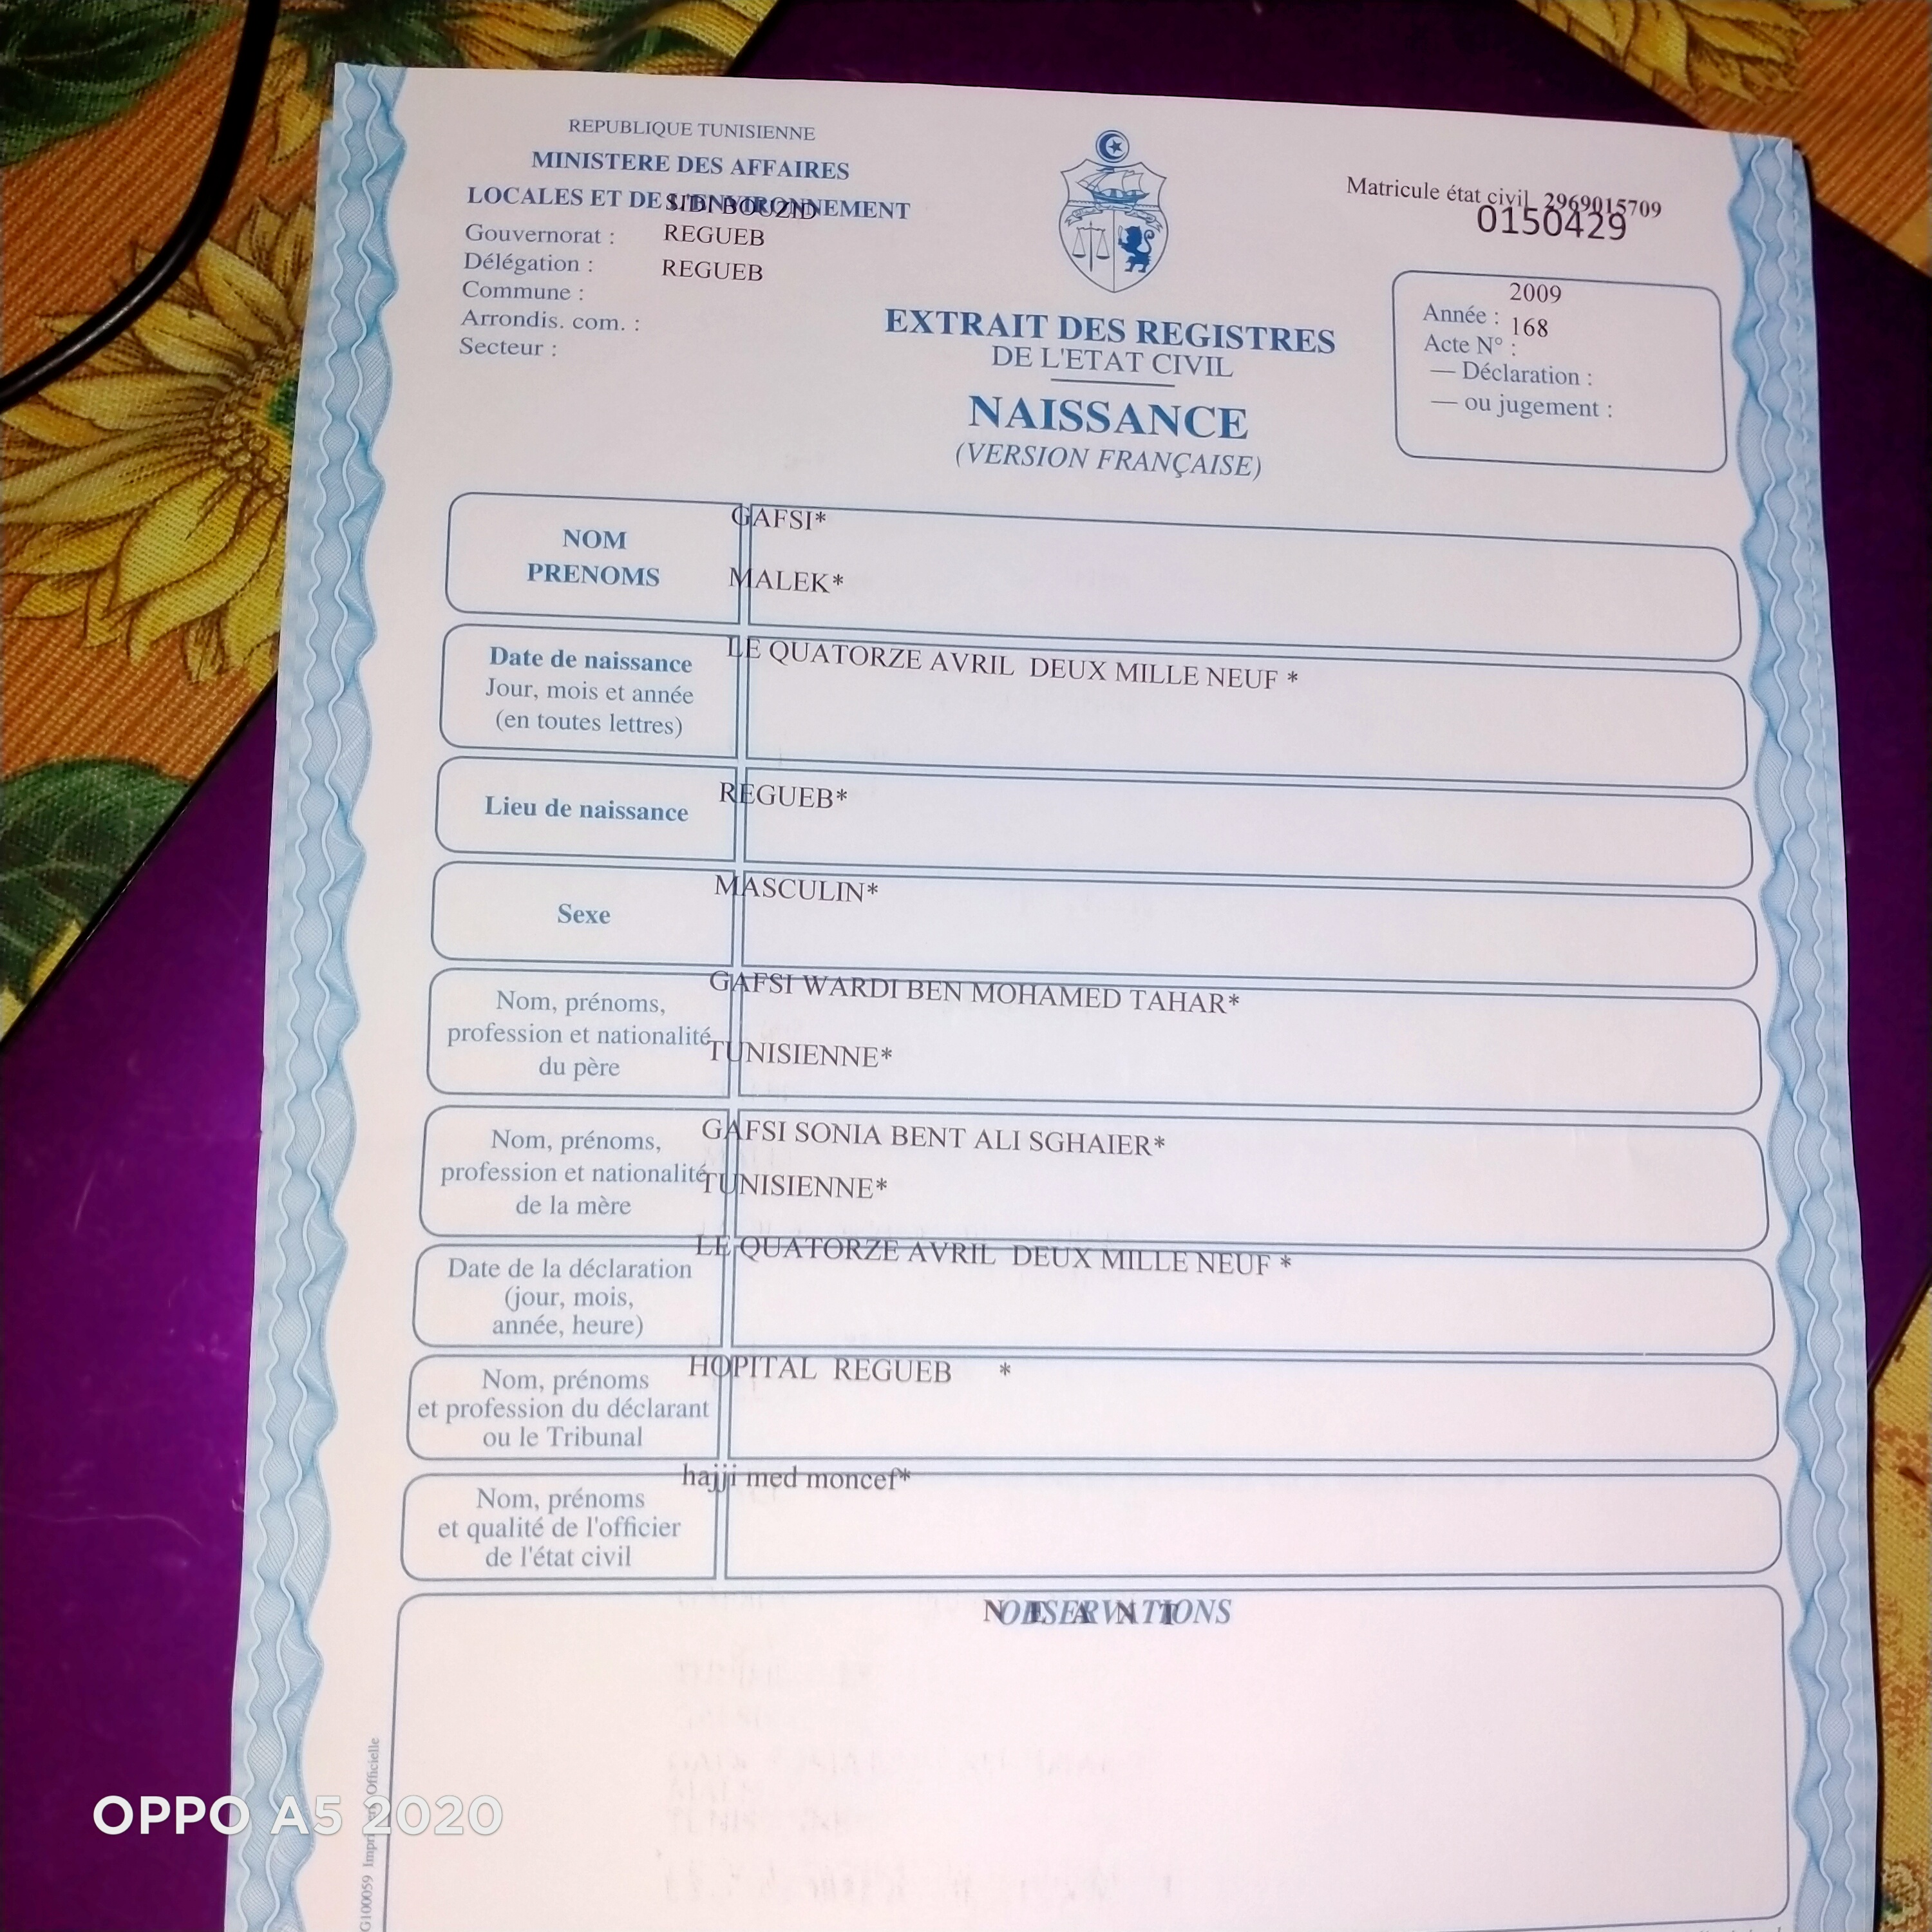 REPUBLIQUE TUNISIENNE
MINISTERE DES AFFAIRES
LOCALES ET DE L'ENVIRONNEMENT
SIDI BOUZID
Gouvernorat : REGUEB
Délégation : REGUEB
Commune :
Arrondis. com. :
Secteur :
Matricule état civil 2969015709
0150429
2009
Année :
168
Acte N° :
— Déclaration :
— ou jugement :
EXTRAIT DES REGISTRES
DE L'ETAT CIVIL
NAISSANCE
(VERSION FRANÇAISE)
NOM
PRENOMS
GAFSI*
MALEK*
Date de naissance
Jour, mois et année
(en toutes lettres)
LE QUATORZE AVRIL DEUX MILLE NEUF *
Lieu de naissance
REGUEB*
Sexe
MASCULIN*
Nom, prénoms,
profession et nationalité
du père
GAFSI WARDI BEN MOHAMED TAHAR*
TUNISIENNE*
Nom, prénoms,
profession et nationalité
de la mère
GAFSI SONIA BENT ALI SGHAIER*
TUNISIENNE*
Date de la déclaration
(jour, mois,
année, heure)
LE QUATORZE AVRIL DEUX MILLE NEUF *
Nom, prénoms
et profession du déclarant
ou le Tribunal
HOPITAL REGUEB *
Nom, prénoms
et qualité de l'officier
de l'état civil
hajji med moncef*
OBSERVATIONS
N E A N T
G100059 Imprimerie Officielle
OPPO A5 2020